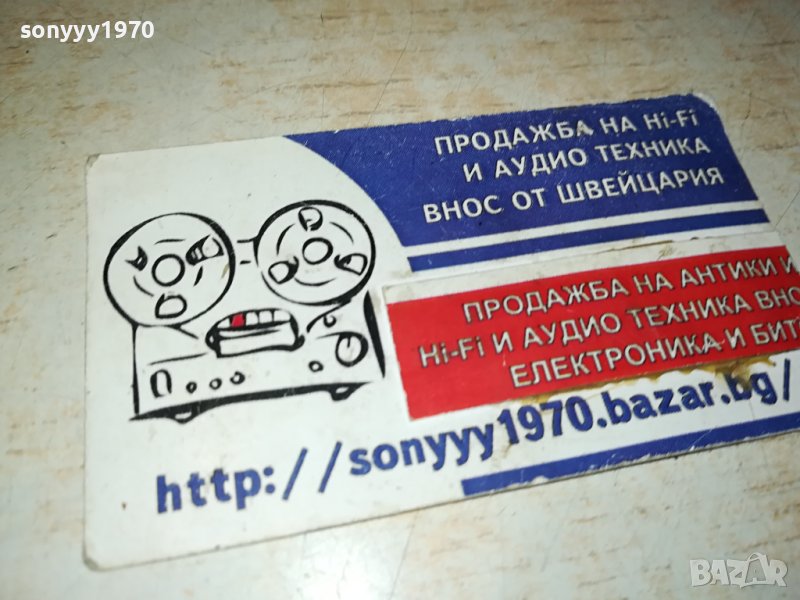 sonyyy1970
ПРОДАЖБА НА Hi-Fi
И АУДИО ТЕХНИКА
ВНОС ОТ ШВЕЙЦАРИЯ
ПРОДАЖБА НА АНТИКИ И
Hi-Fi И АУДИО ТЕХНИКА ВНО
ЕЛЕКТРОНИКА И БИТ
http://sonyyy1970.bazar.bg/
BAZAR